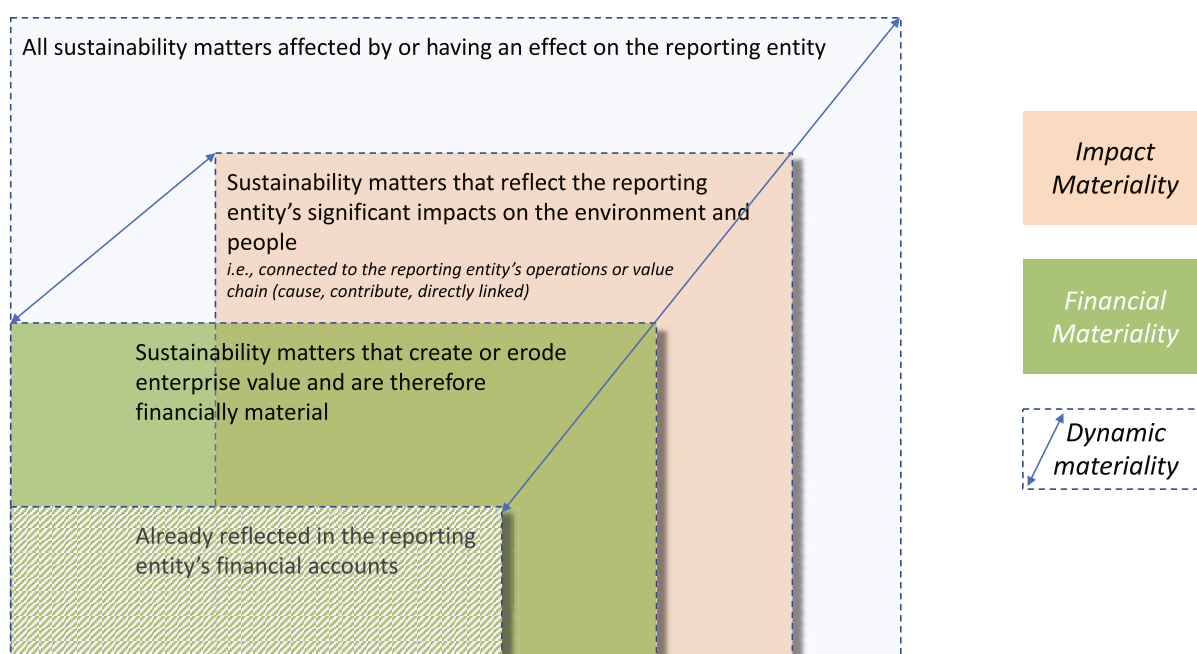 All sustainability matters affected by or having an effect on the reporting entity
Sustainability matters that reflect the reporting
entity’s significant impacts on the environment and
people
i.e., connected to the reporting entity’s operations or value
chain (cause, contribute, directly linked)
Sustainability matters that create or erode
enterprise value and are therefore
financially material
Already reflected in the reporting
entity’s financial accounts
Impact
Materiality
Financial
Materiality
Dynamic
materiality